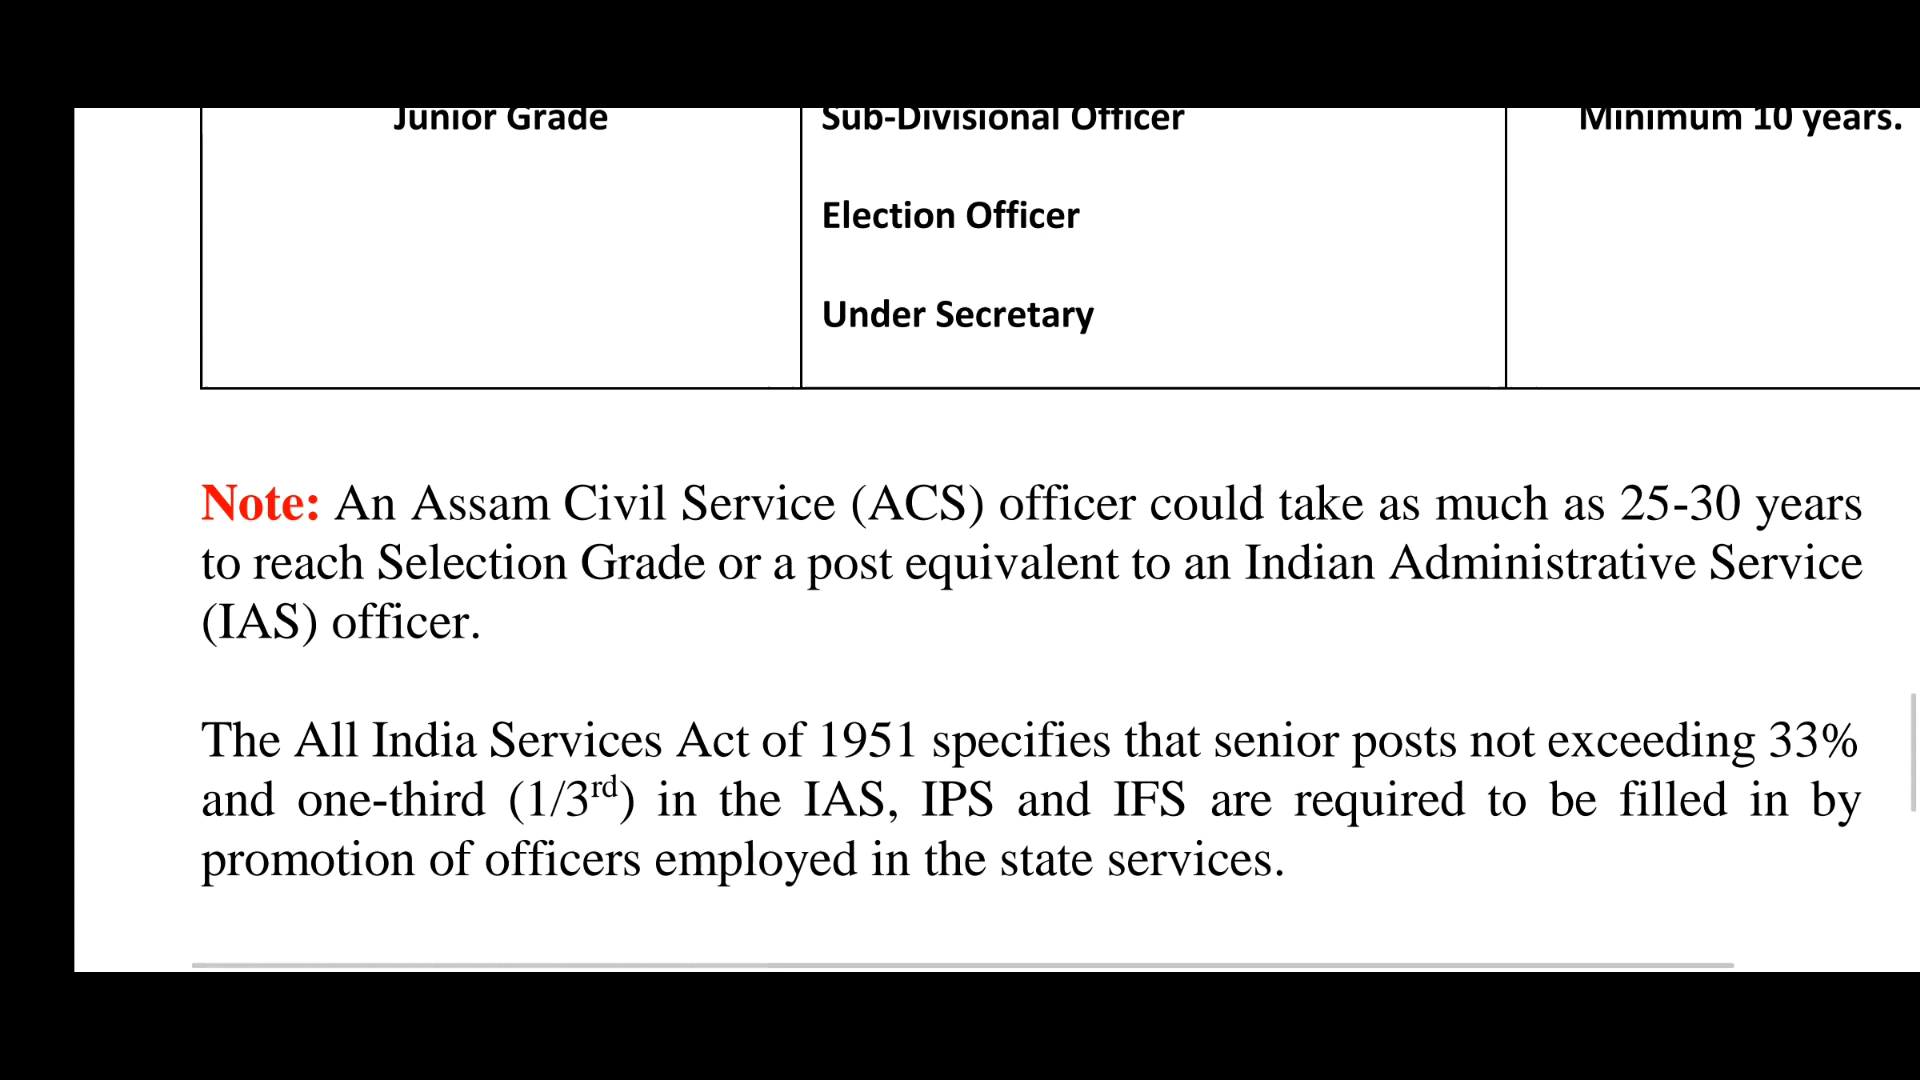 Junior Grade
Sub-Divisional Officer
Minimum 10 years.
Election Officer
Under Secretary
Note: An Assam Civil Service (ACS) officer could take as much as 25-30 years
to reach Selection Grade or a post equivalent to an Indian Administrative Service
(IAS) officer.
The All India Services Act of 1951 specifies that senior posts not exceeding 33%
and one-third (1/3rd) in the IAS, IPS and IFS are required to be filled in by
promotion of officers employed in the state services.